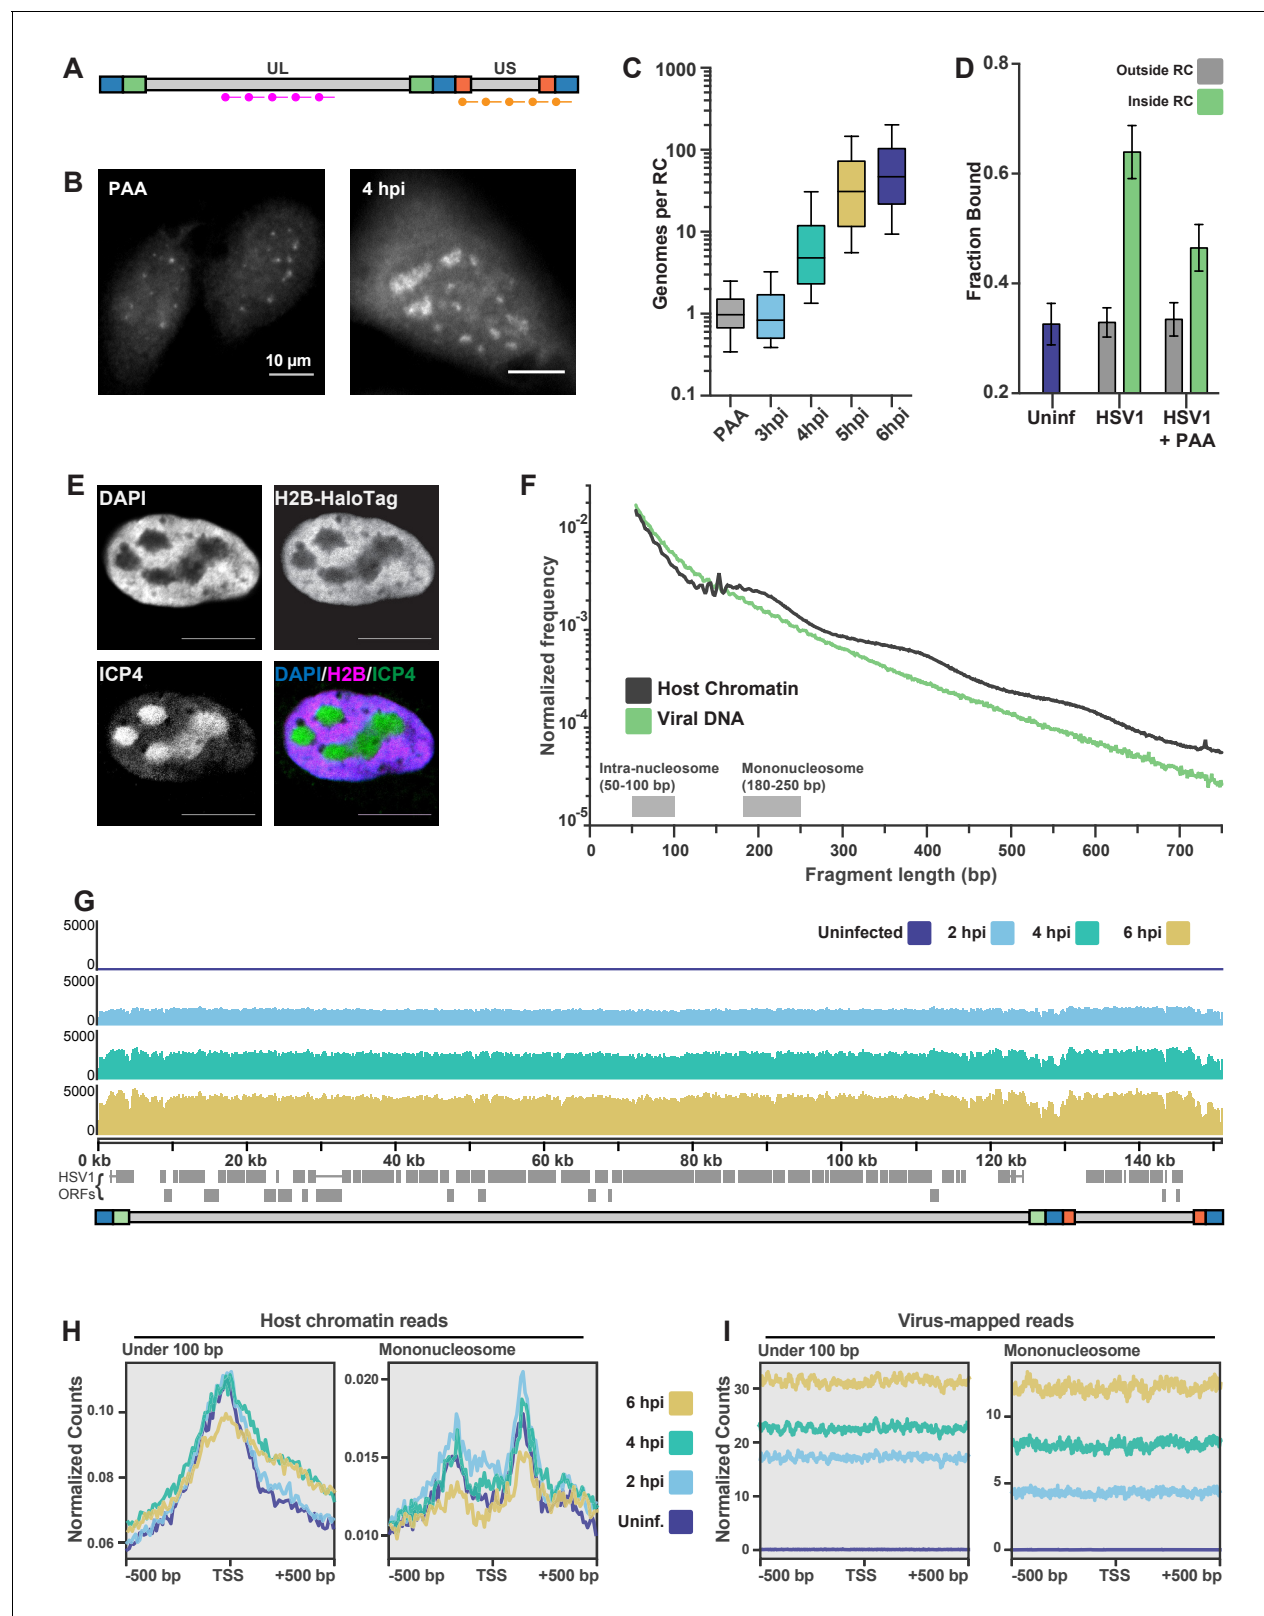 A
UL
US
B
PAA
10 µm
4 hpi
C
Genomes per RC
1000
100
10
1
0.1
PAA
3hpi
4hpi
5hpi
6hpi
D
Fraction Bound
0.8
0.6
0.4
0.2
Outside RC
Inside RC
Uninf
HSV1
HSV1
+ PAA
E
DAPI
H2B-HaloTag
ICP4
DAPI/H2B/ICP4
F
Normalized frequency
10-2
10-3
10-4
10-5
Host Chromatin
Viral DNA
Intra-nucleosome
(50-100 bp)
Mononucleosome
(180-250 bp)
0 100 200 300 400 500 600 700
Fragment length (bp)
G
Uninfected 2 hpi 4 hpi 6 hpi
5000
0
5000
0
5000
0
5000
0
0 kb 20 kb 40 kb 60 kb 80 kb 100 kb 120 kb 140 kb
HSV1
ORFs
{
H
Host chromatin reads
Under 100 bp
Mononucleosome
Normalized Counts
0.10
0.08
0.06
-500 bp TSS +500 bp
0.020
0.015
0.010
-500 bp TSS +500 bp
6 hpi
4 hpi
2 hpi
Uninf.
I
Virus-mapped reads
Under 100 bp
Mononucleosome
Normalized Counts
30
20
10
0
-500 bp TSS +500 bp
10
5
0
-500 bp TSS +500 bp